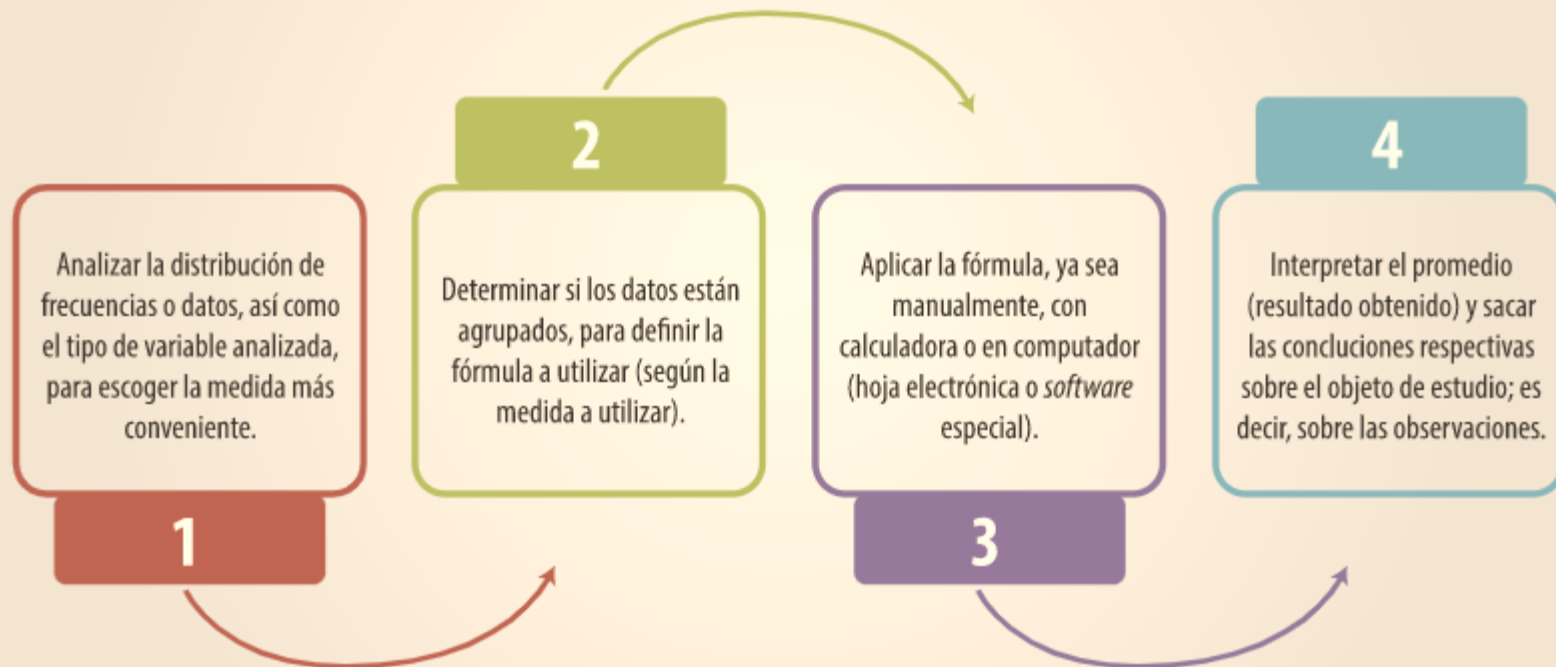 Analizar la distribución de
frecuencias o datos, así como
el tipo de variable analizada,
para escoger la medida más
conveniente.
1
2
Determinar si los datos están
agrupados, para definir la
fórmula a utilizar (según la
medida a utilizar).
Aplicar la fórmula, ya sea
manualmente, con
calculadora o en computador
(hoja electrónica o software
especial).
3
4
Interpretar el promedio
(resultado obtenido) y sacar
las concluciones respectivas
sobre el objeto de estudio; es
decir, sobre las observaciones.